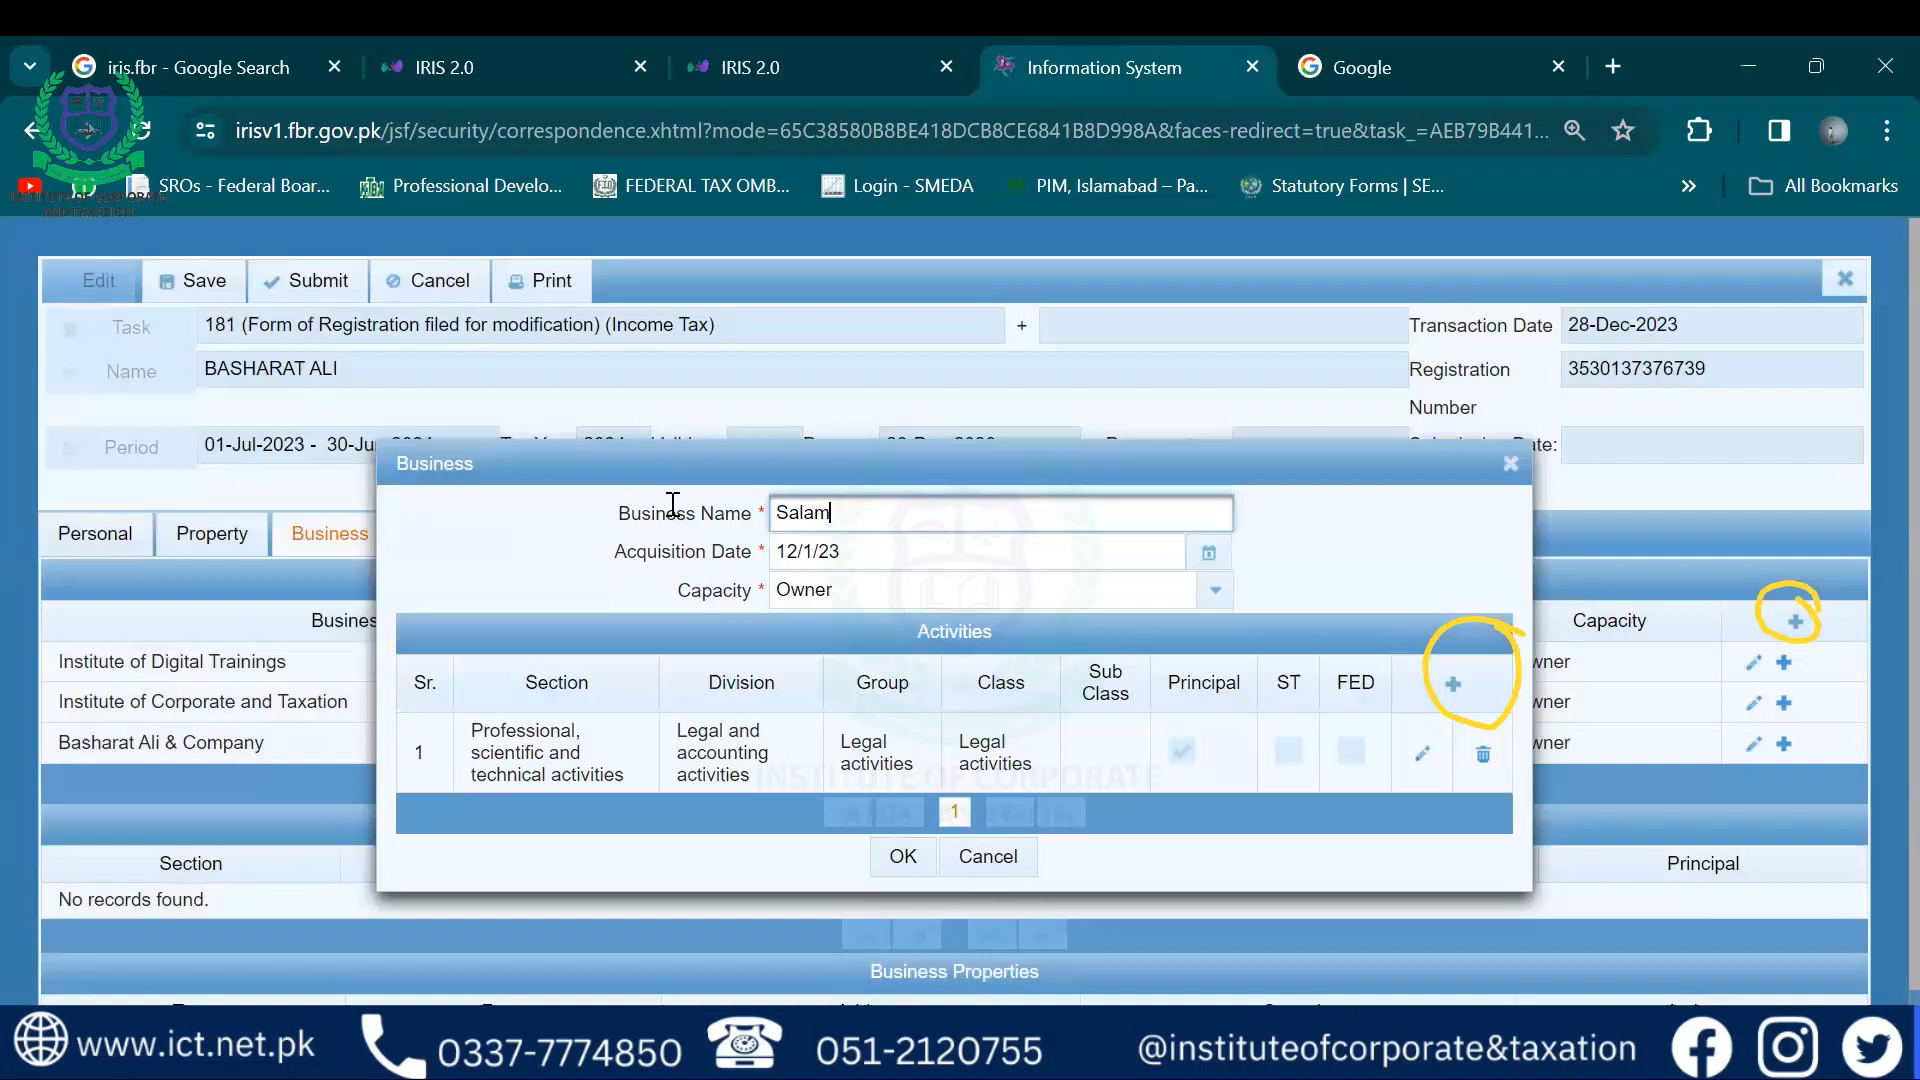 iris.fbr - Google Search
IRIS 2.0
IRIS 2.0
Information System
Google
irisv1.fbr.gov.pk/jsf/security/correspondence.xhtml?mode=65C38580B8BE418DCB8CE6841B8D998A&faces-redirect=true&task_=AEB79B441...
SROs - Federal Boar...
Professional Develo...
FEDERAL TAX OMB...
Login - SMEDA
PIM, Islamabad – Pa...
Statutory Forms | SE...
»
All Bookmarks
INSTITUTE OF CORPORATE
AND TAXATION
Edit Save Submit Cancel Print
Task 181 (Form of Registration filed for modification) (Income Tax) + Transaction Date 28-Dec-2023
Name BASHARAT ALI Registration Number 3530137376739
Period 01-Jul-2023 -
Personal Property Business
Business
Business Name * Salam
Acquisition Date * 12/1/23
Capacity * Owner
Activities
Sr. Section Division Group Class Sub Class Principal ST FED
1 Professional, scientific and technical activities Legal and accounting activities Legal activities Legal activities
INSTITUTE OF CORPORATE
1
OK Cancel
Busines
Capacity
Institute of Digital Trainings wner
Institute of Corporate and Taxation wner
Basharat Ali & Company wner
Section Principal
No records found.
Business Properties
www.ict.net.pk 0337-7774850 051-2120755 @instituteofcorporate&taxation